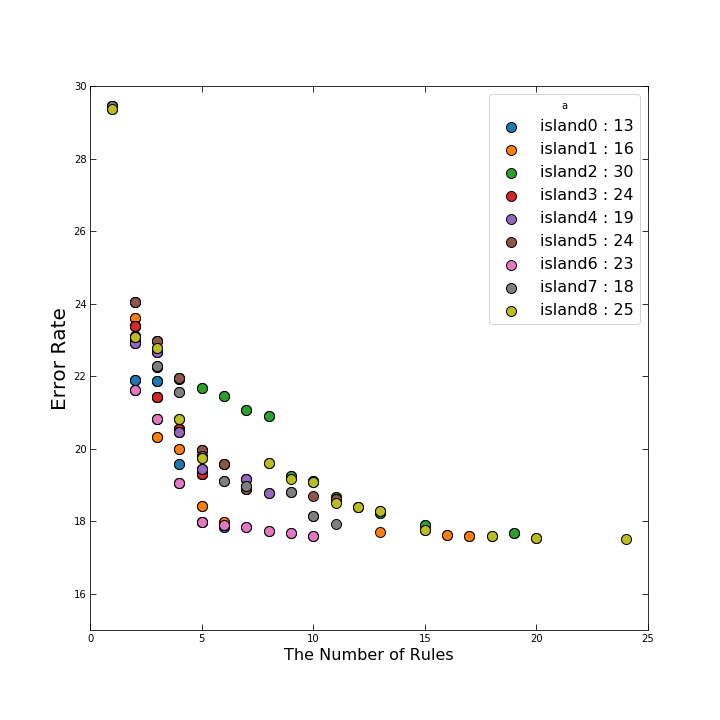 30
28
26
24
22
20
18
16
0
5
10
15
20
25
Error Rate
The Number of Rules
a
island0 : 13
island1 : 16
island2 : 30
island3 : 24
island4 : 19
island5 : 24
island6 : 23
island7 : 18
island8 : 25